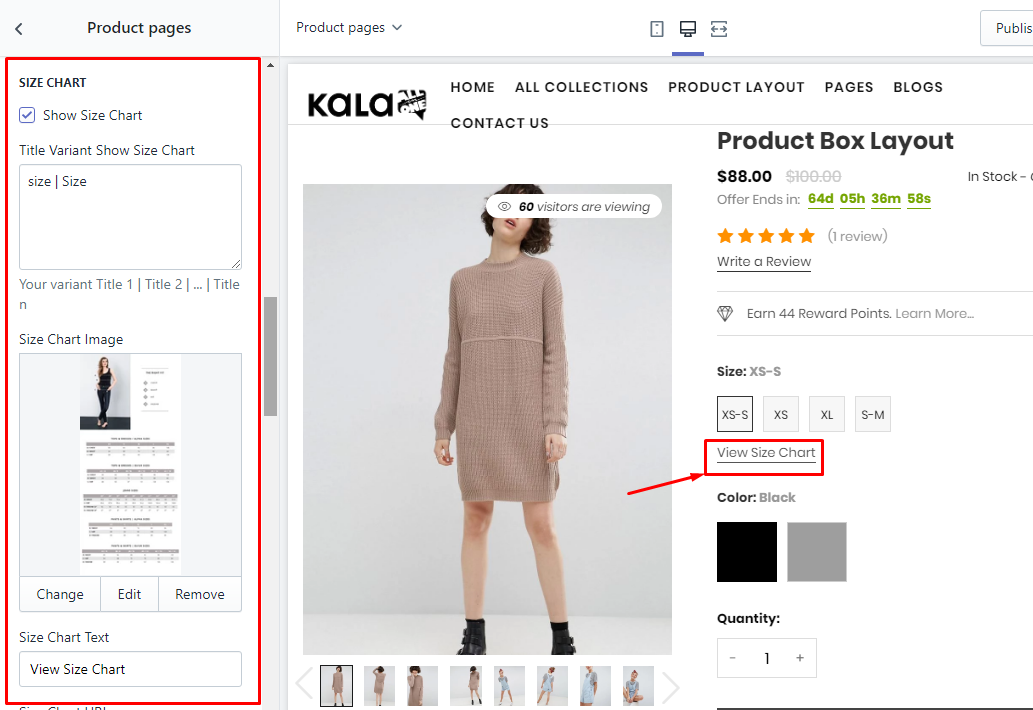 Product pages
SIZE CHART
Show Size Chart
Title Variant Show Size Chart
size | Size
Your variant Title 1 | Title 2 | ... | Title
n
Size Chart Image
Change Edit Remove
Size Chart Text
View Size Chart
Product pages
KALA
ONE
HOME ALL COLLECTIONS PRODUCT LAYOUT PAGES BLOGS
CONTACT US
60 visitors are viewing
Product Box Layout
$88.00 $100.00 In Stock -
Offer Ends in: 64d 05h 36m 58s
(1 review)
Write a Review
Earn 44 Reward Points. Learn More...
Size: XS-S
XS-S XS XL S-M
View Size Chart
Color: Black
Quantity:
- 1 +